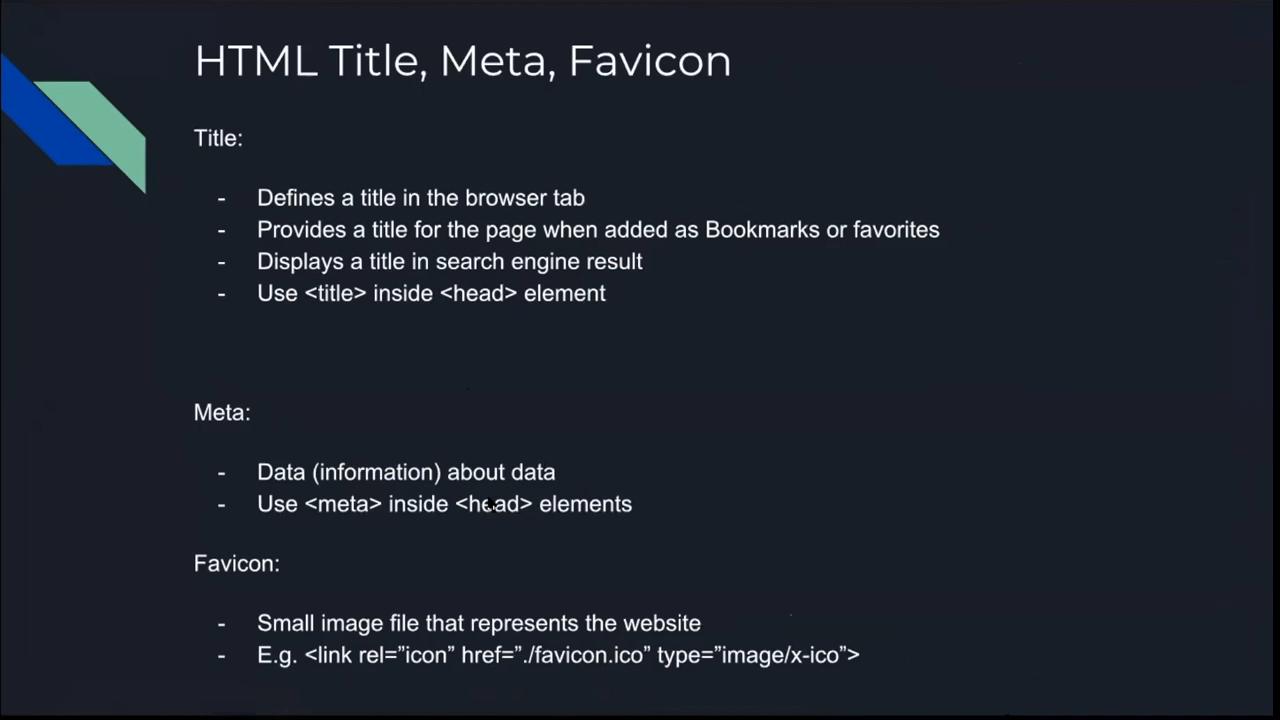 HTML Title, Meta, Favicon
Title:
- Defines a title in the browser tab
- Provides a title for the page when added as Bookmarks or favorites
- Displays a title in search engine result
- Use <title> inside <head> element
Meta:
- Data (information) about data
- Use <meta> inside <head> elements
Favicon:
- Small image file that represents the website
- E.g. <link rel=”icon” href=”./favicon.ico” type=”image/x-ico”>